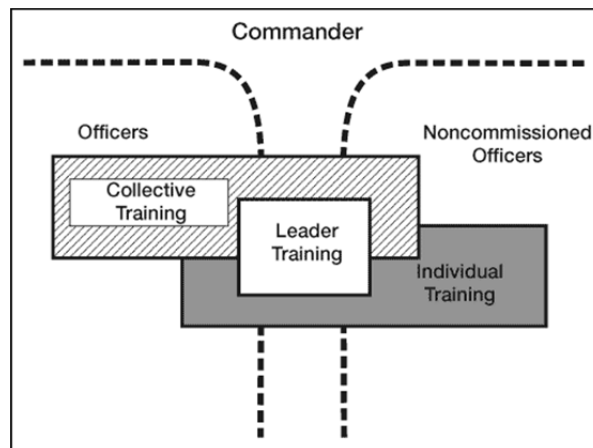 Commander
Officers
Noncommissioned
Officers
Collective
Training
Leader
Training
Individual
Training